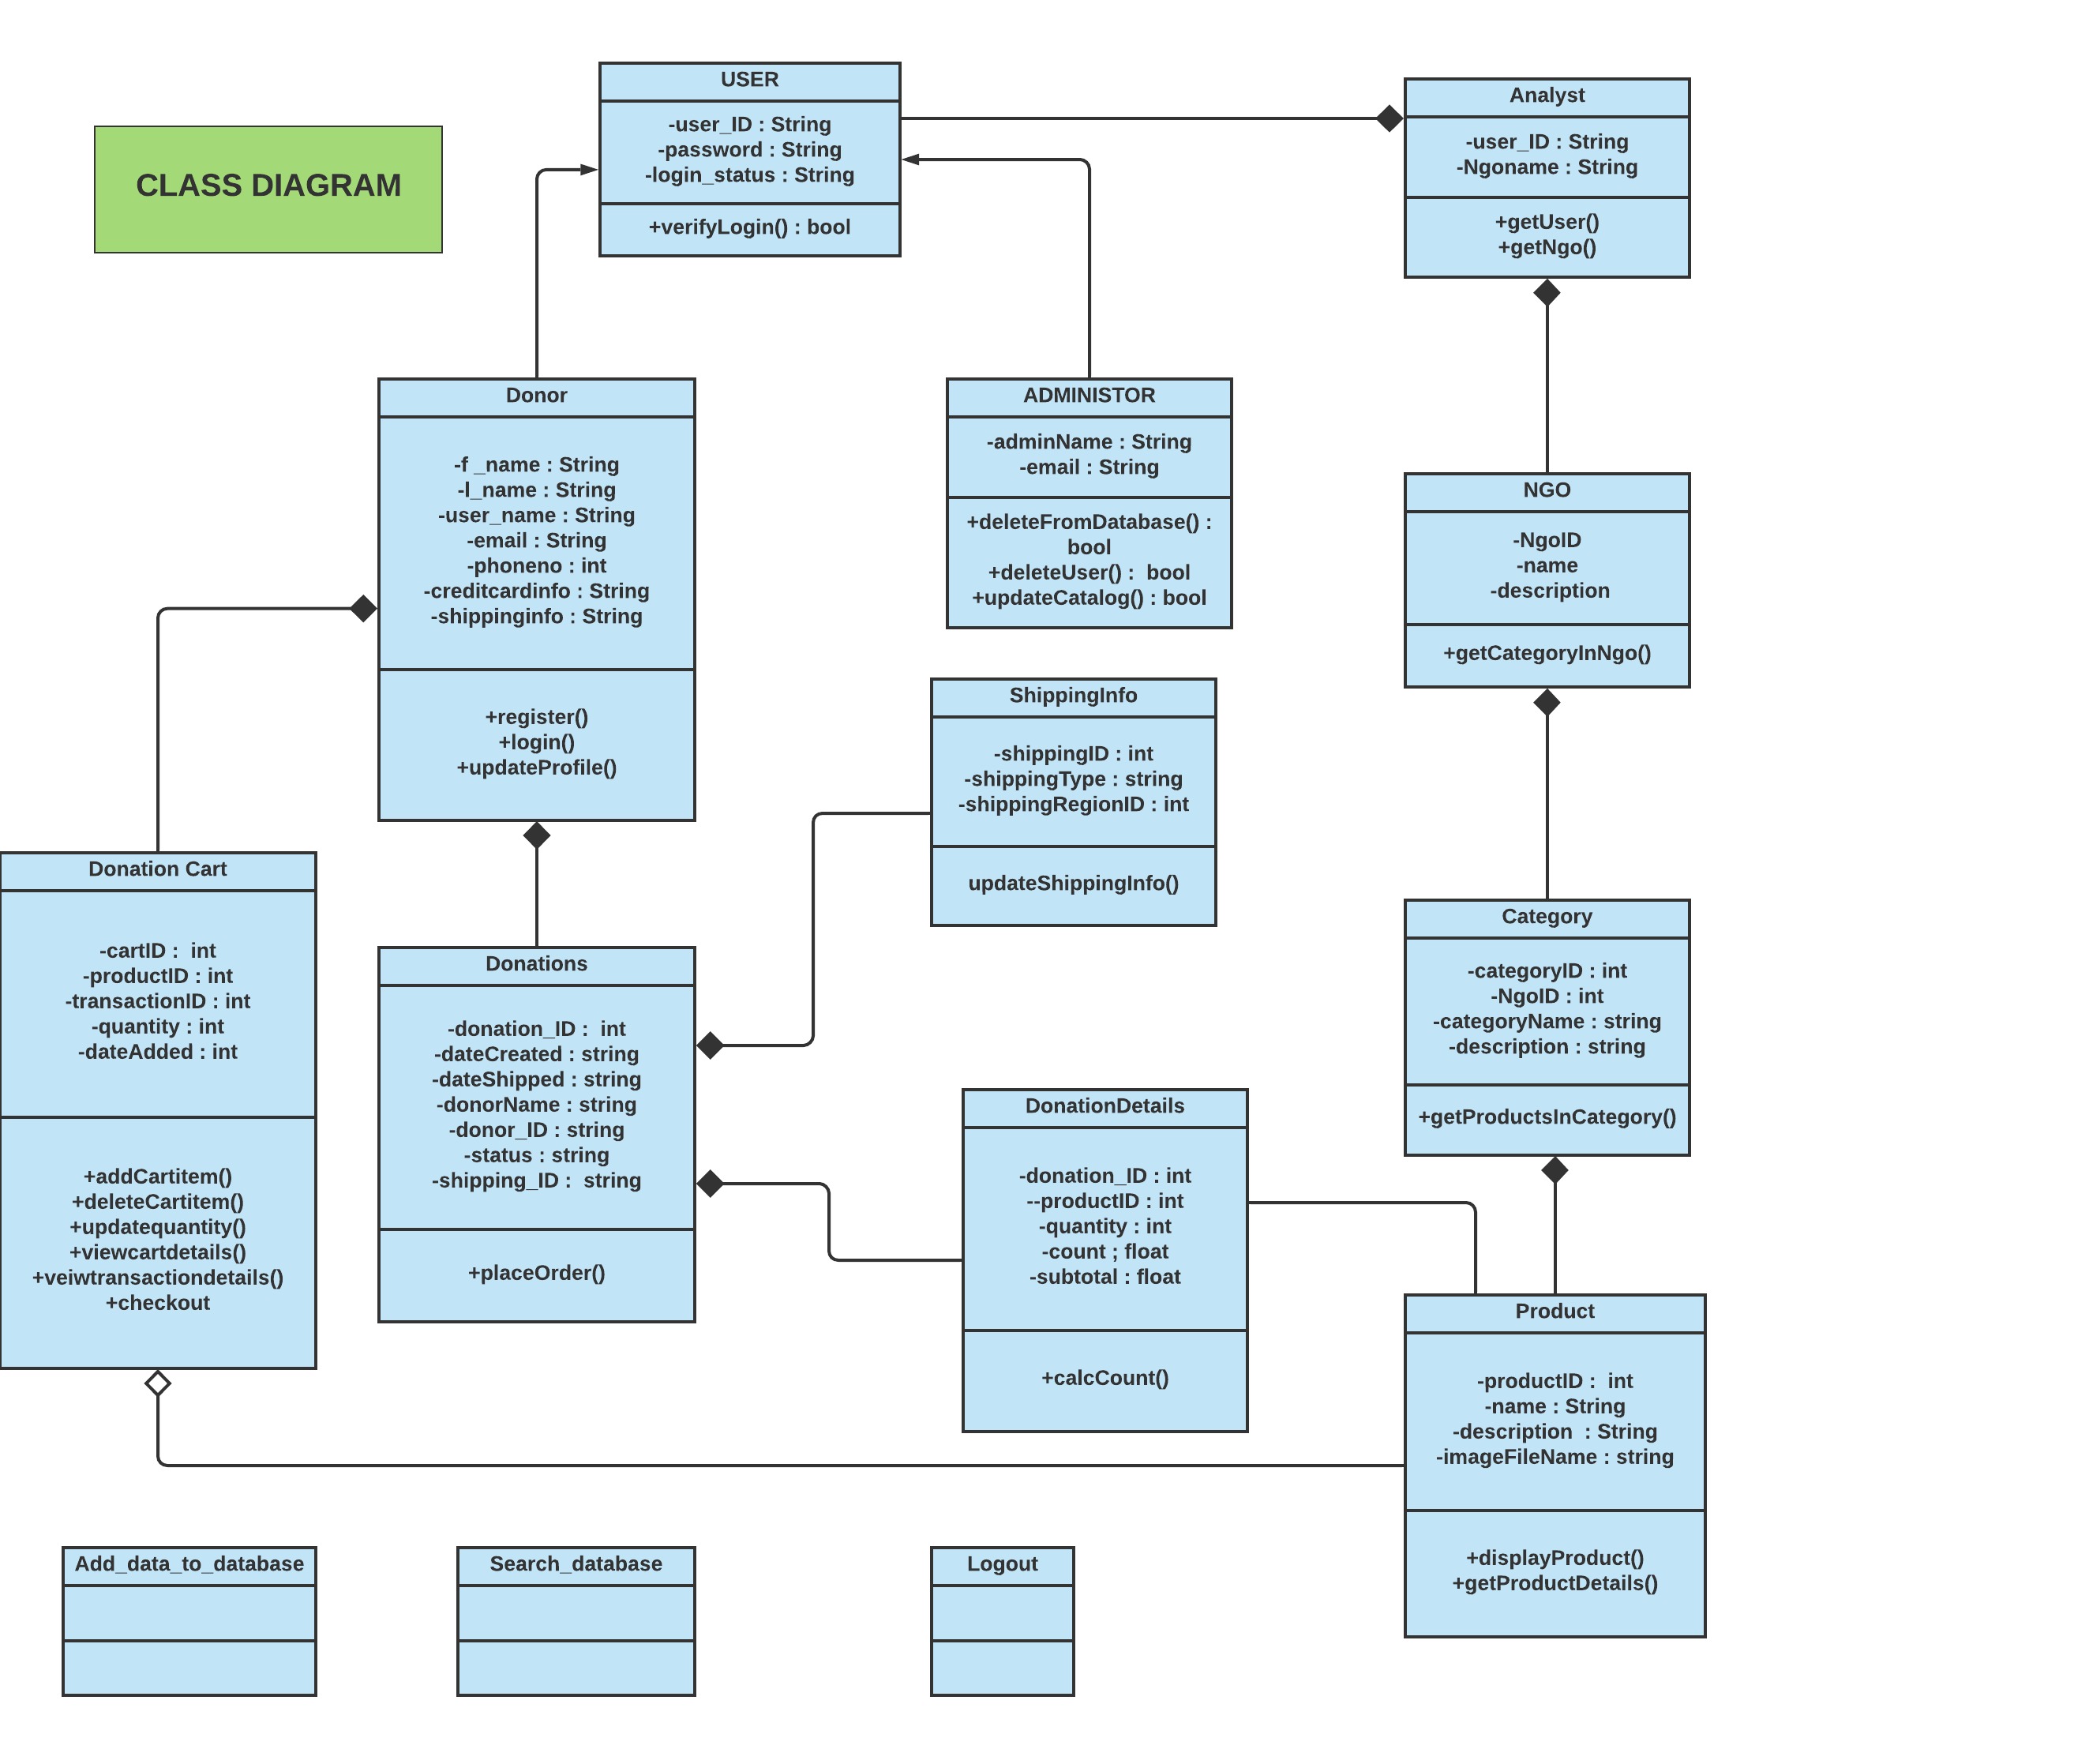 CLASS DIAGRAM
USER
-user_ID : String
-password : String
-login_status : String
+verifyLogin() : bool
Analyst
-user_ID : String
-Ngoname : String
+getUser()
+getNgo()
Donor
-f _name : String
-l_name : String
-user_name : String
-email : String
-phoneno : int
-creditcardinfo : String
-shippinginfo : String
+register()
+login()
+updateProfile()
ADMINISTOR
-adminName : String
-email : String
+deleteFromDatabase() :
bool
+deleteUser() :  bool
+updateCatalog() : bool
NGO
-NgoID
-name
-description
+getCategoryInNgo()
ShippingInfo
-shippingID : int
-shippingType : string
-shippingRegionID : int
updateShippingInfo()
Donation Cart
-cartID :  int
-productID : int
-transactionID : int
-quantity : int
-dateAdded : int
+addCartitem()
+deleteCartitem()
+updatequantity()
+viewcartdetails()
+veiwtransactiondetails()
+checkout
Donations
-donation_ID :  int
-dateCreated : string
-dateShipped : string
-donorName : string
-donor_ID : string
-status : string
-shipping_ID :  string
+placeOrder()
Category
-categoryID : int
-NgoID : int
-categoryName : string
-description : string
+getProductsInCategory()
DonationDetails
-donation_ID : int
--productID : int
-quantity : int
-count ; float
-subtotal : float
+calcCount()
Product
-productID :  int
-name : String
-description  : String
-imageFileName : string
+displayProduct()
+getProductDetails()
Add_data_to_database
Search_database
Logout